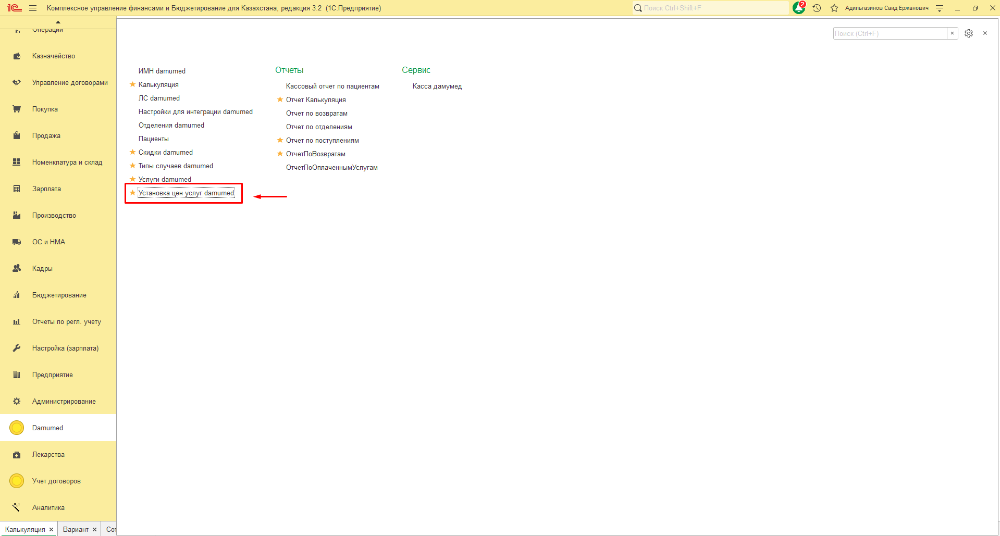 1С Комплексное управление финансами и Бюджетирование для Казахстана, редакция 3.2 (1С:Предприятие)
Поиск Ctrl+Shift+F
2
Адильгазинов Саид Ержанович
Операции
Казначейство
Управление договорами
Покупка
Продажа
Номенклатура и склад
Зарплата
Производство
ОС и НМА
Кадры
Бюджетирование
Отчеты по регл. учету
Настройка (зарплата)
Предприятие
Администрирование
Damumed
Лекарства
Учет договоров
Аналитика
Поиск (Ctrl+F)
ИМН damumed
Калькуляция
ЛС damumed
Настройки для интеграции damumed
Отделения damumed
Пациенты
Скидки damumed
Типы случаев damumed
Услуги damumed
Установка цен услуг damumed
Отчеты
Кассовый отчет по пациентам
Отчет Калькуляция
Отчет по возвратам
Отчет по отделениям
Отчет по поступлениям
ОтчетПоВозвратам
ОтчетПоОплаченнымУслугам
Сервис
Касса дамумед
Калькуляция
Вариант